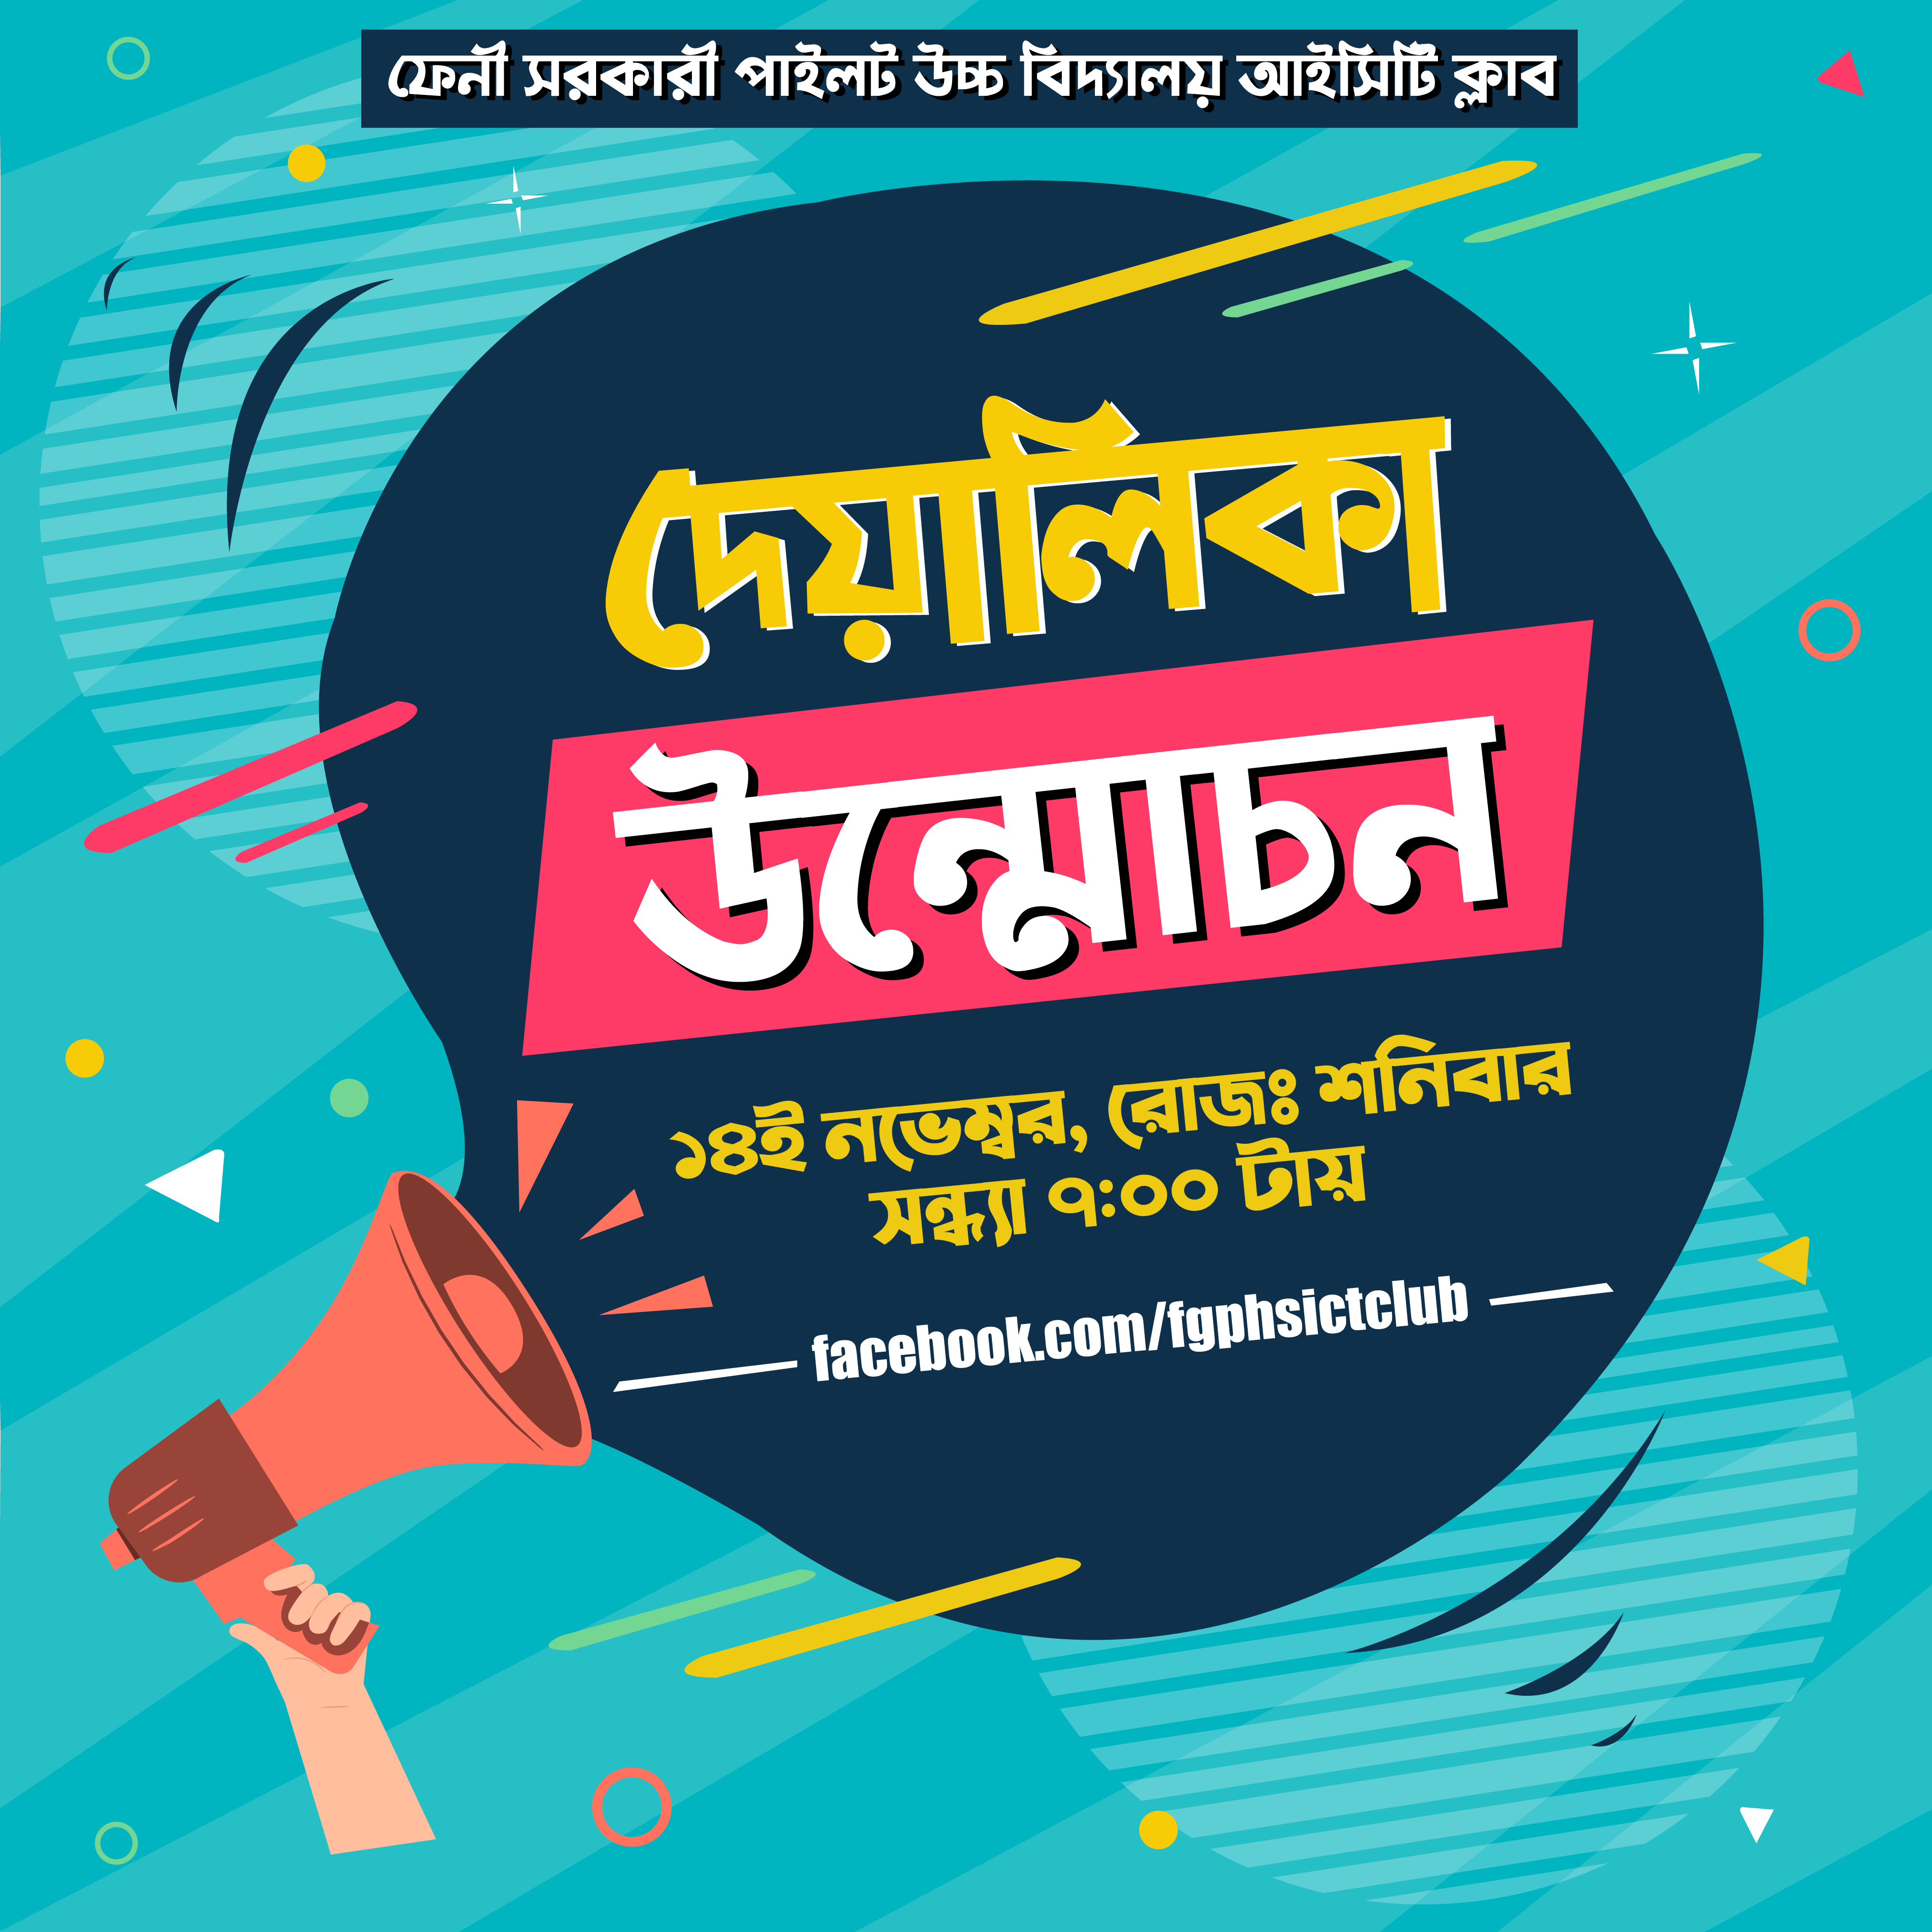 ফেনী সরকারী পাইলট উচ্চ বিদ্যালয় আইসিটি ক্লাব
দেয়ালিকা
উন্মোচন
১৪ই নভেম্বর, রোজঃ শনিবার
সন্ধ্যা ৭:০০ টায়
facebook.com/fgphsictclub